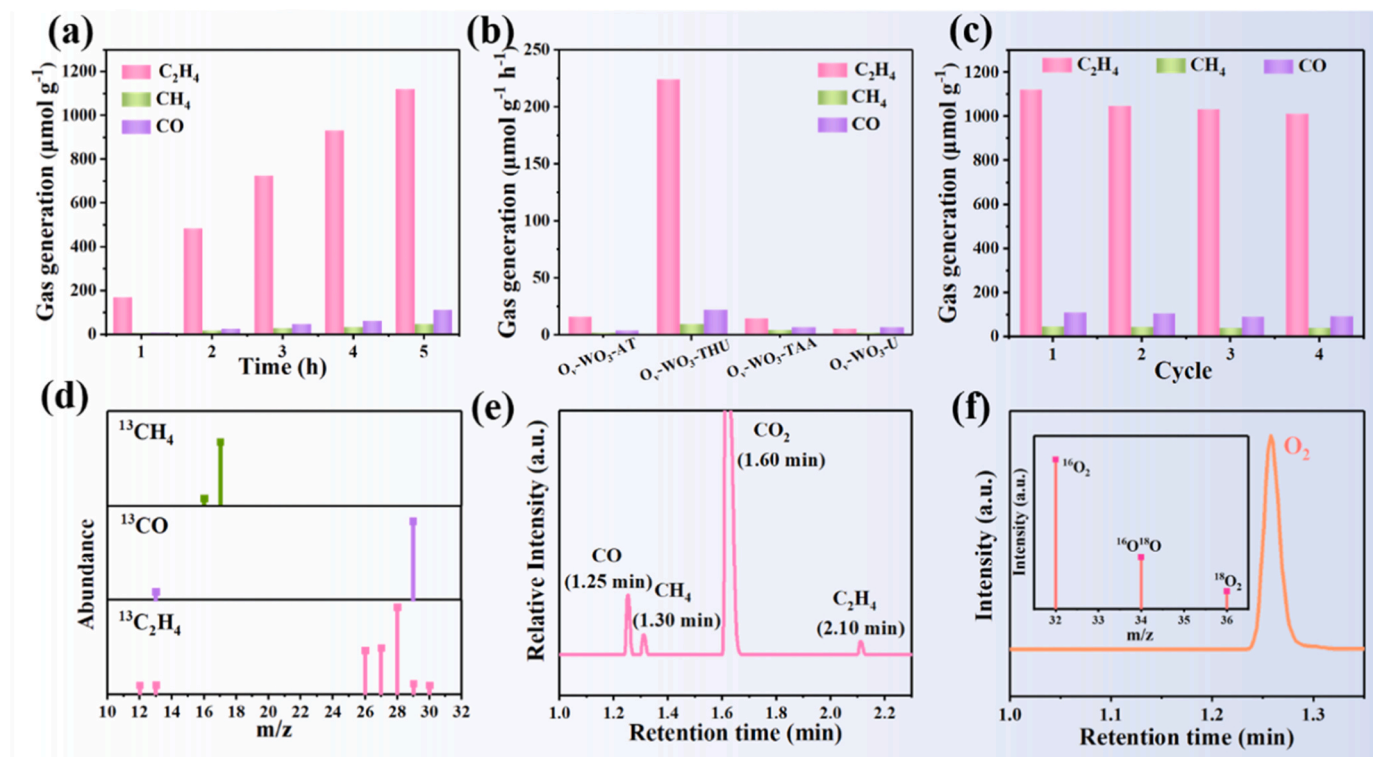 (a)
Gas generation (μmol g⁻¹)
1200
1000
800
600
400
200
0
C₂H₄
CH₄
CO
1 2 3 4 5
Time (h)
(b)
Gas generation (μmol g⁻¹ h⁻¹)
250
200
150
100
50
0
C₂H₄
CH₄
CO
Oᵥ-WO₃-AT Oᵥ-WO₃-THU Oᵥ-WO₃-TAA Oᵥ-WO₃-U
(c)
Gas generation (μmol g⁻¹)
1200
1000
800
600
400
200
0
C₂H₄ CH₄ CO
1 2 3 4
Cycle
(d)
Abundance
¹³CH₄
¹³CO
¹³C₂H₄
10 12 14 16 18 20 22 24 26 28 30 32
m/z
(e)
Relative Intensity (a.u.)
CO
(1.25 min)
CH₄
(1.30 min)
CO₂
(1.60 min)
C₂H₄
(2.10 min)
1.0 1.2 1.4 1.6 1.8 2.0 2.2
Retention time (min)
(f)
Intensity (a.u.)
O₂
Intensity (a.u.)
¹⁶O₂
¹⁶O¹⁸O
¹⁸O₂
32 33 34 35 36
m/z
1.0 1.1 1.2 1.3
Retention time (min)